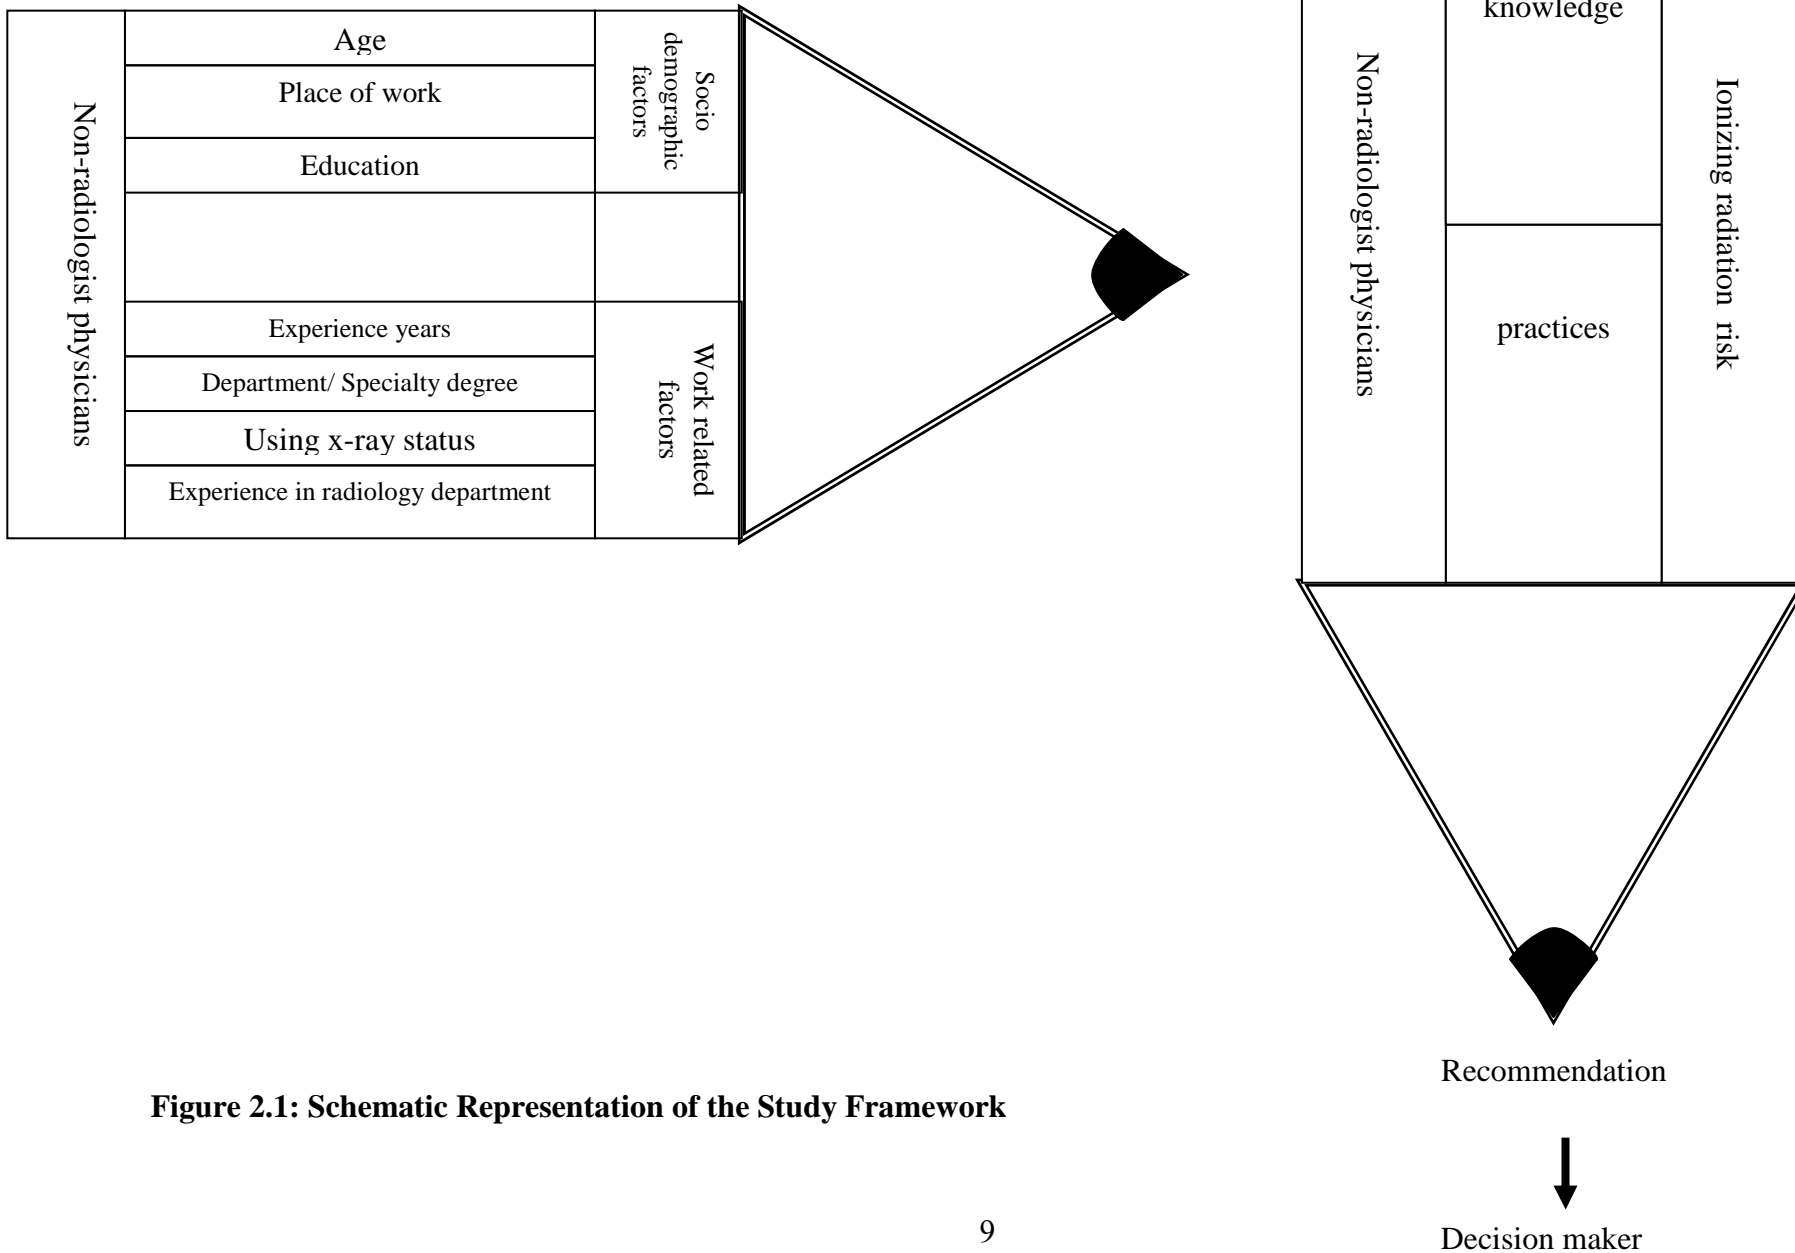 Non-radiologist physicians
Age
Place of work
Education
Socio
demographic
factors
Experience years
Department/ Specialty degree
Using x-ray status
Experience in radiology department
Work related
factors
Non-radiologist physicians
knowledge
practices
Ionizing radiation risk
Recommendation
Decision maker
Figure 2.1: Schematic Representation of the Study Framework
9